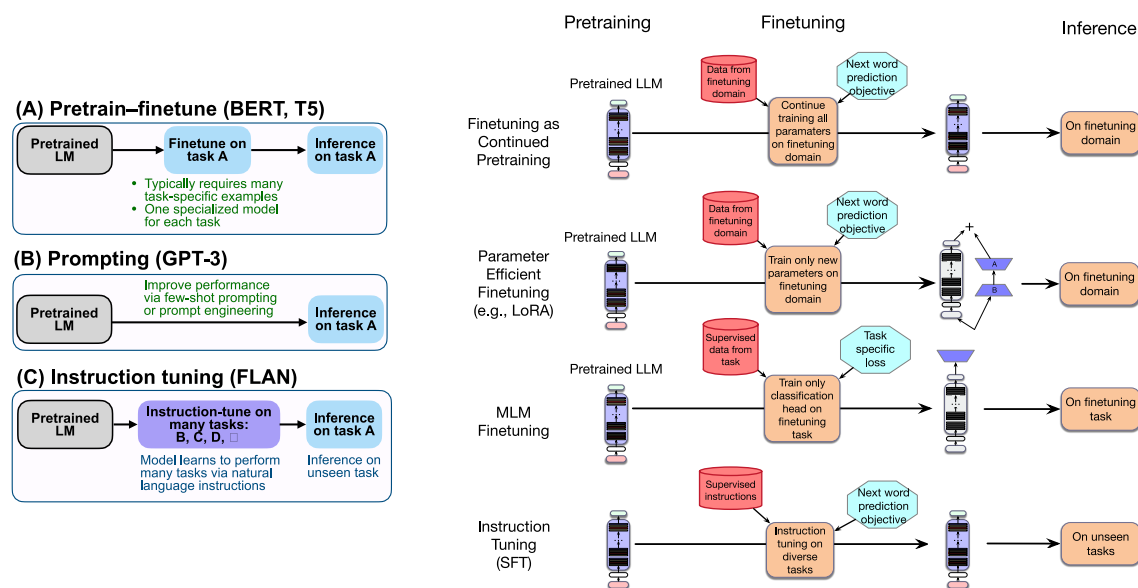 (A) Pretrain–finetune (BERT, T5)
Pretrained
LM
Finetune on
task A
Inference
on task A
• Typically requires many
task-specific examples
• One specialized model
for each task
(B) Prompting (GPT-3)
Pretrained
LM
Improve performance
via few-shot prompting
or prompt engineering
Inference
on task A
(C) Instruction tuning (FLAN)
Pretrained
LM
Instruction-tune on
many tasks:
B, C, D, □
Inference
on task A
Model learns to perform
many tasks via natural
language instructions
Inference on
unseen task
Pretraining
Finetuning
Inference
Finetuning as
Continued
Pretraining
Pretrained LLM
Data from
finetuning
domain
Next word
prediction
objective
Continue
training all
paramaters
on finetuning
domain
On finetuning
domain
Parameter
Efficient
Finetuning
(e.g., LoRA)
Pretrained LLM
Data from
finetuning
domain
Next word
prediction
objective
Train only new
parameters on
finetuning
domain
+
A
B
On finetuning
domain
MLM
Finetuning
Pretrained LLM
Supervised
data from
task
Task
specific
loss
Train only
classification
head on
finetuning
task
On finetuning
task
Instruction
Tuning
(SFT)
Supervised
instructions
Next word
prediction
objective
Instruction
tuning on
diverse
tasks
On unseen
tasks